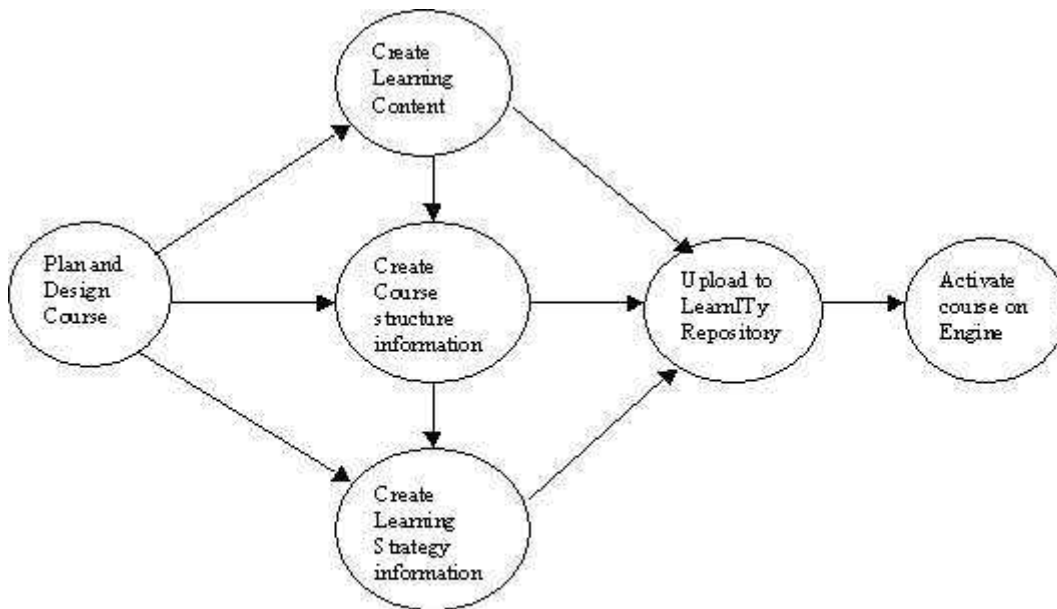 Create
Learning
Content
Plan and
Design
Course
Create
Course
structure
information
Upload to
LearnITy
Repository
Activate
course on
Engine
Create
Learning
Strategy
information